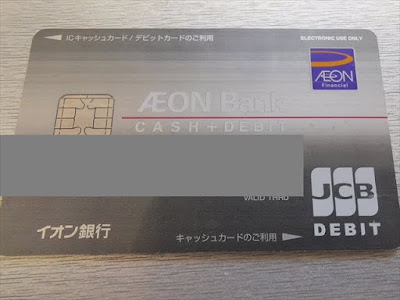 ◀ ICキャッシュカード/デビットカードのご利用
ELECTRONIC USE ONLY
ÆON
Financial
ÆON Bank
CASH+DEBIT
VALID THRU
JCB
DEBIT
イオン銀行
キャッシュカードのご利用 ◀